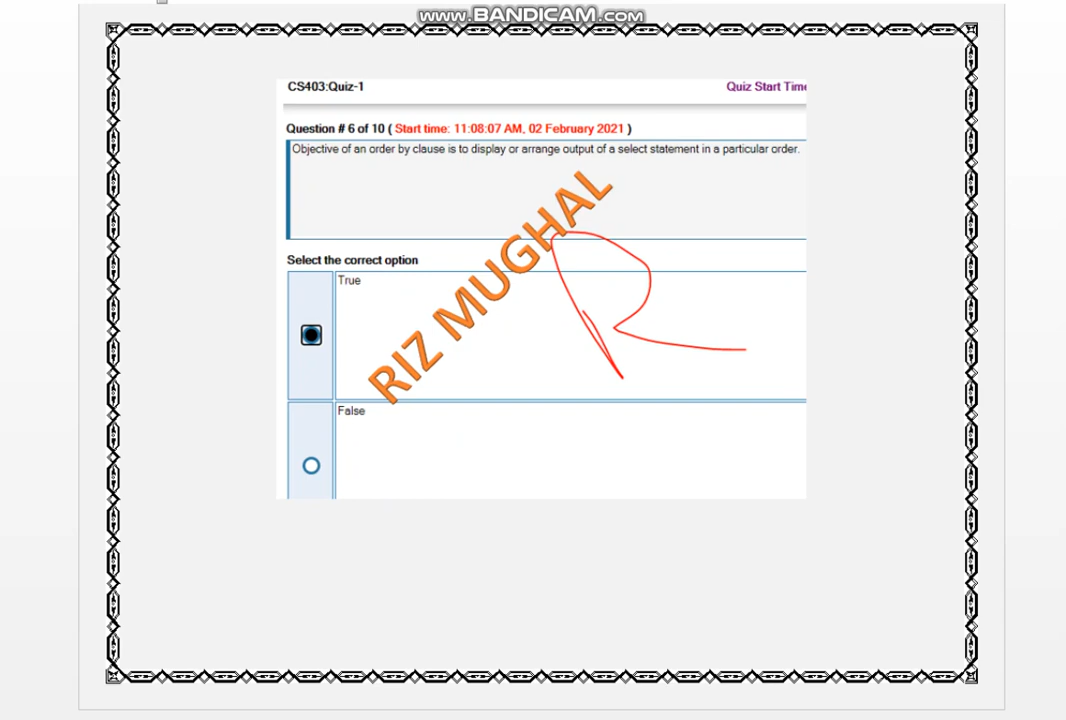 www.BANDICAM.com
CS403:Quiz-1
Quiz Start Time
Question # 6 of 10 ( Start time: 11:08:07 AM, 02 February 2021 )
Objective of an order by clause is to display or arrange output of a select statement in a particular order.
RIZ MUGHAL
R
Select the correct option
True
False